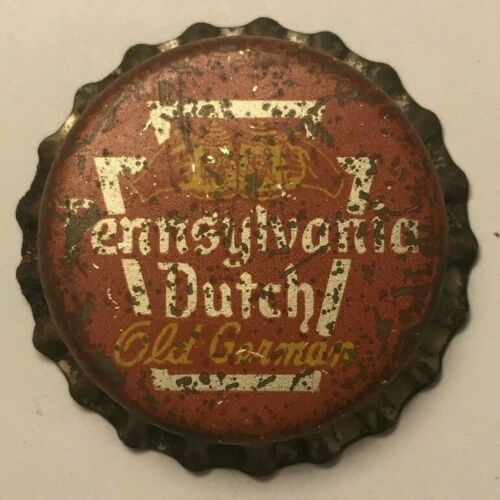 Pennsylvania
Dutch
Old German